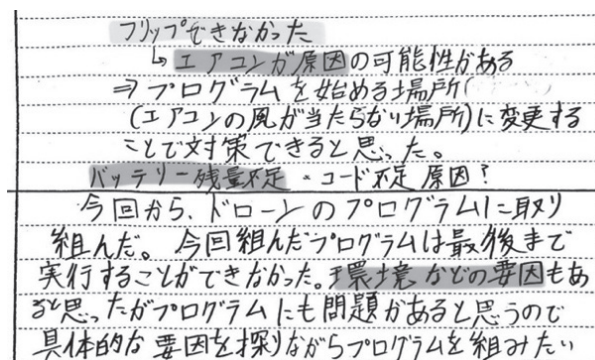 フリップできなかった
↳エアコンが原因の可能性がある
⇒プログラムを始める場所
(エアコンの風が当たらない場所)に変更する
ことで対策できると思った。
バッテリー残量不定・コード不定 原因?
今回から、ドローンのプログラムに取り
組んだ。今回組んだプログラムは最後まで
実行することができなかった。環境などの要因もあ
ると思ったがプログラムにも問題があると思うので
具体的な要因を探りながらプログラムを組みたい